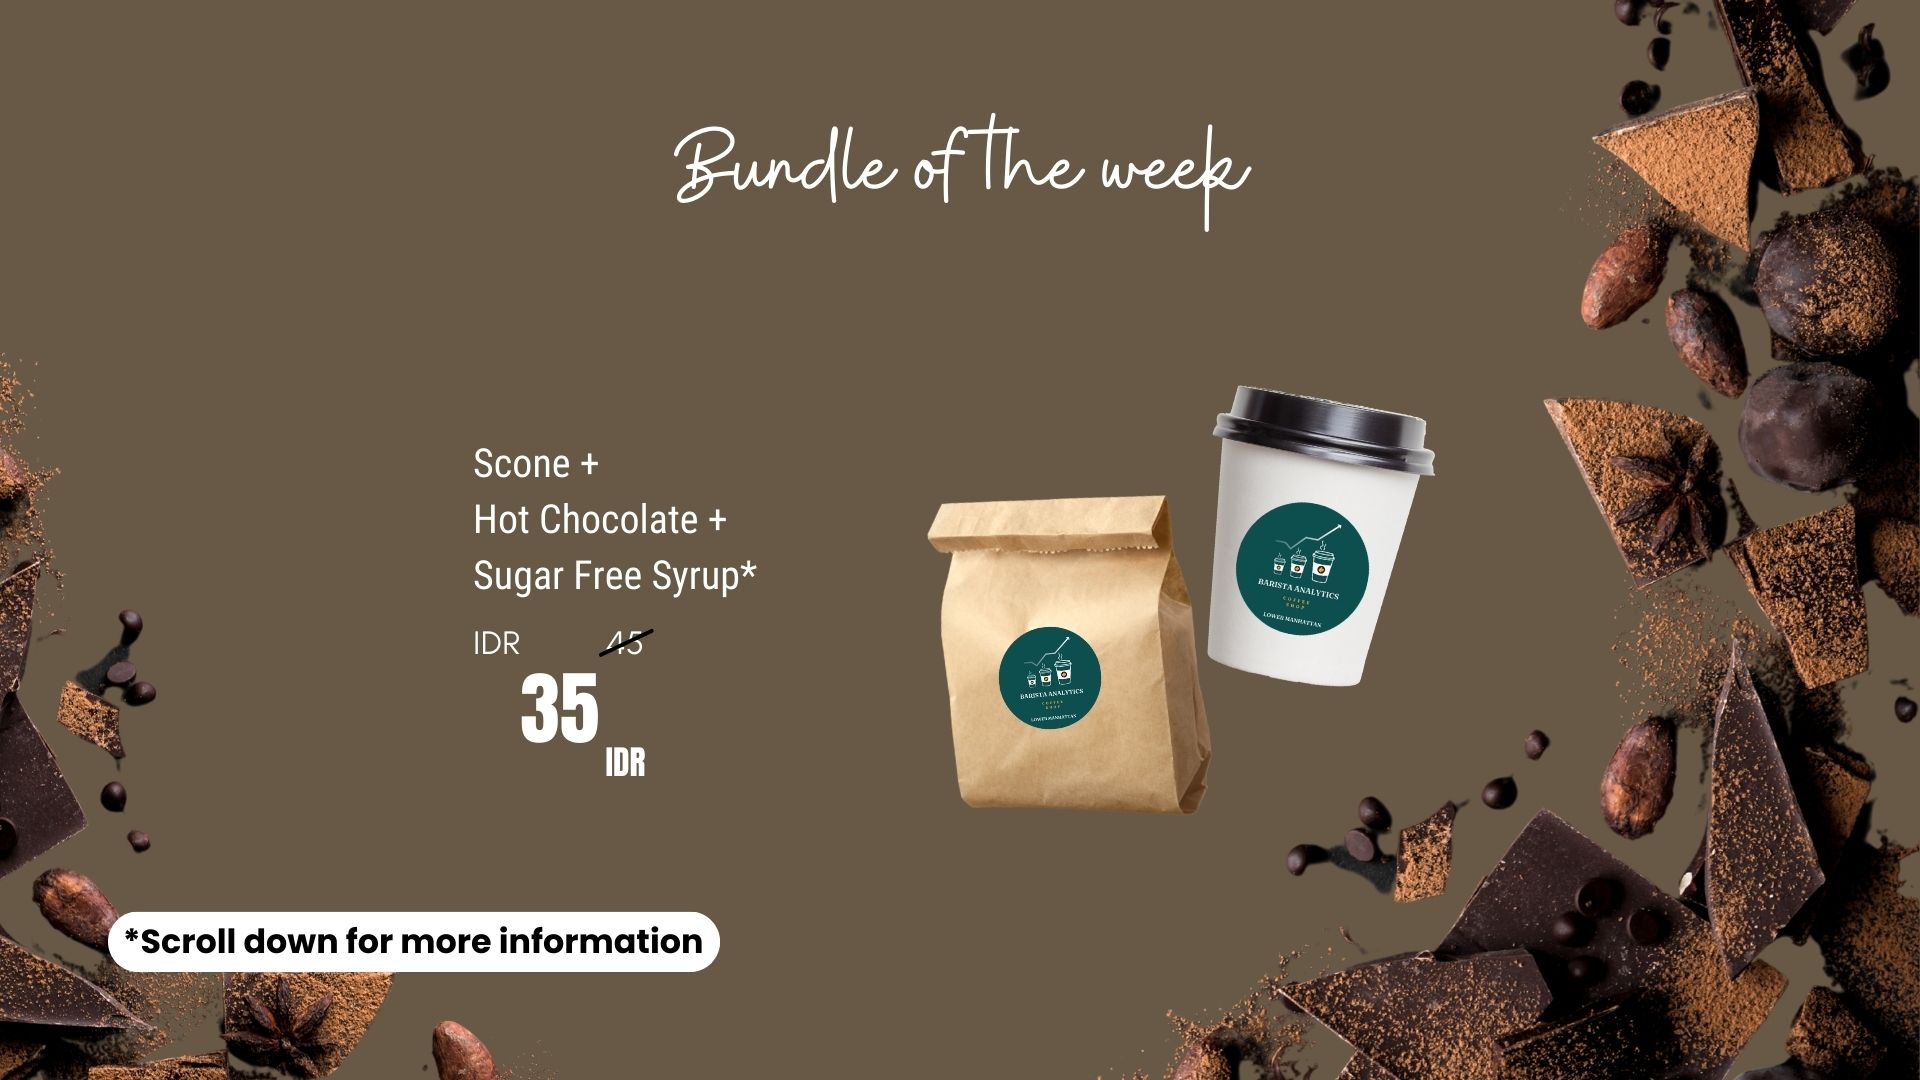 Bundle of the week
Scone +
Hot Chocolate +
Sugar Free Syrup*
IDR 45
35
IDR
BARISTA ANALYTICS
COFFEE
SHOP
LOWER MANHATTAN
BARISTA ANALYTICS
COFFEE
SHOP
LOWER MANHATTAN
*Scroll down for more information